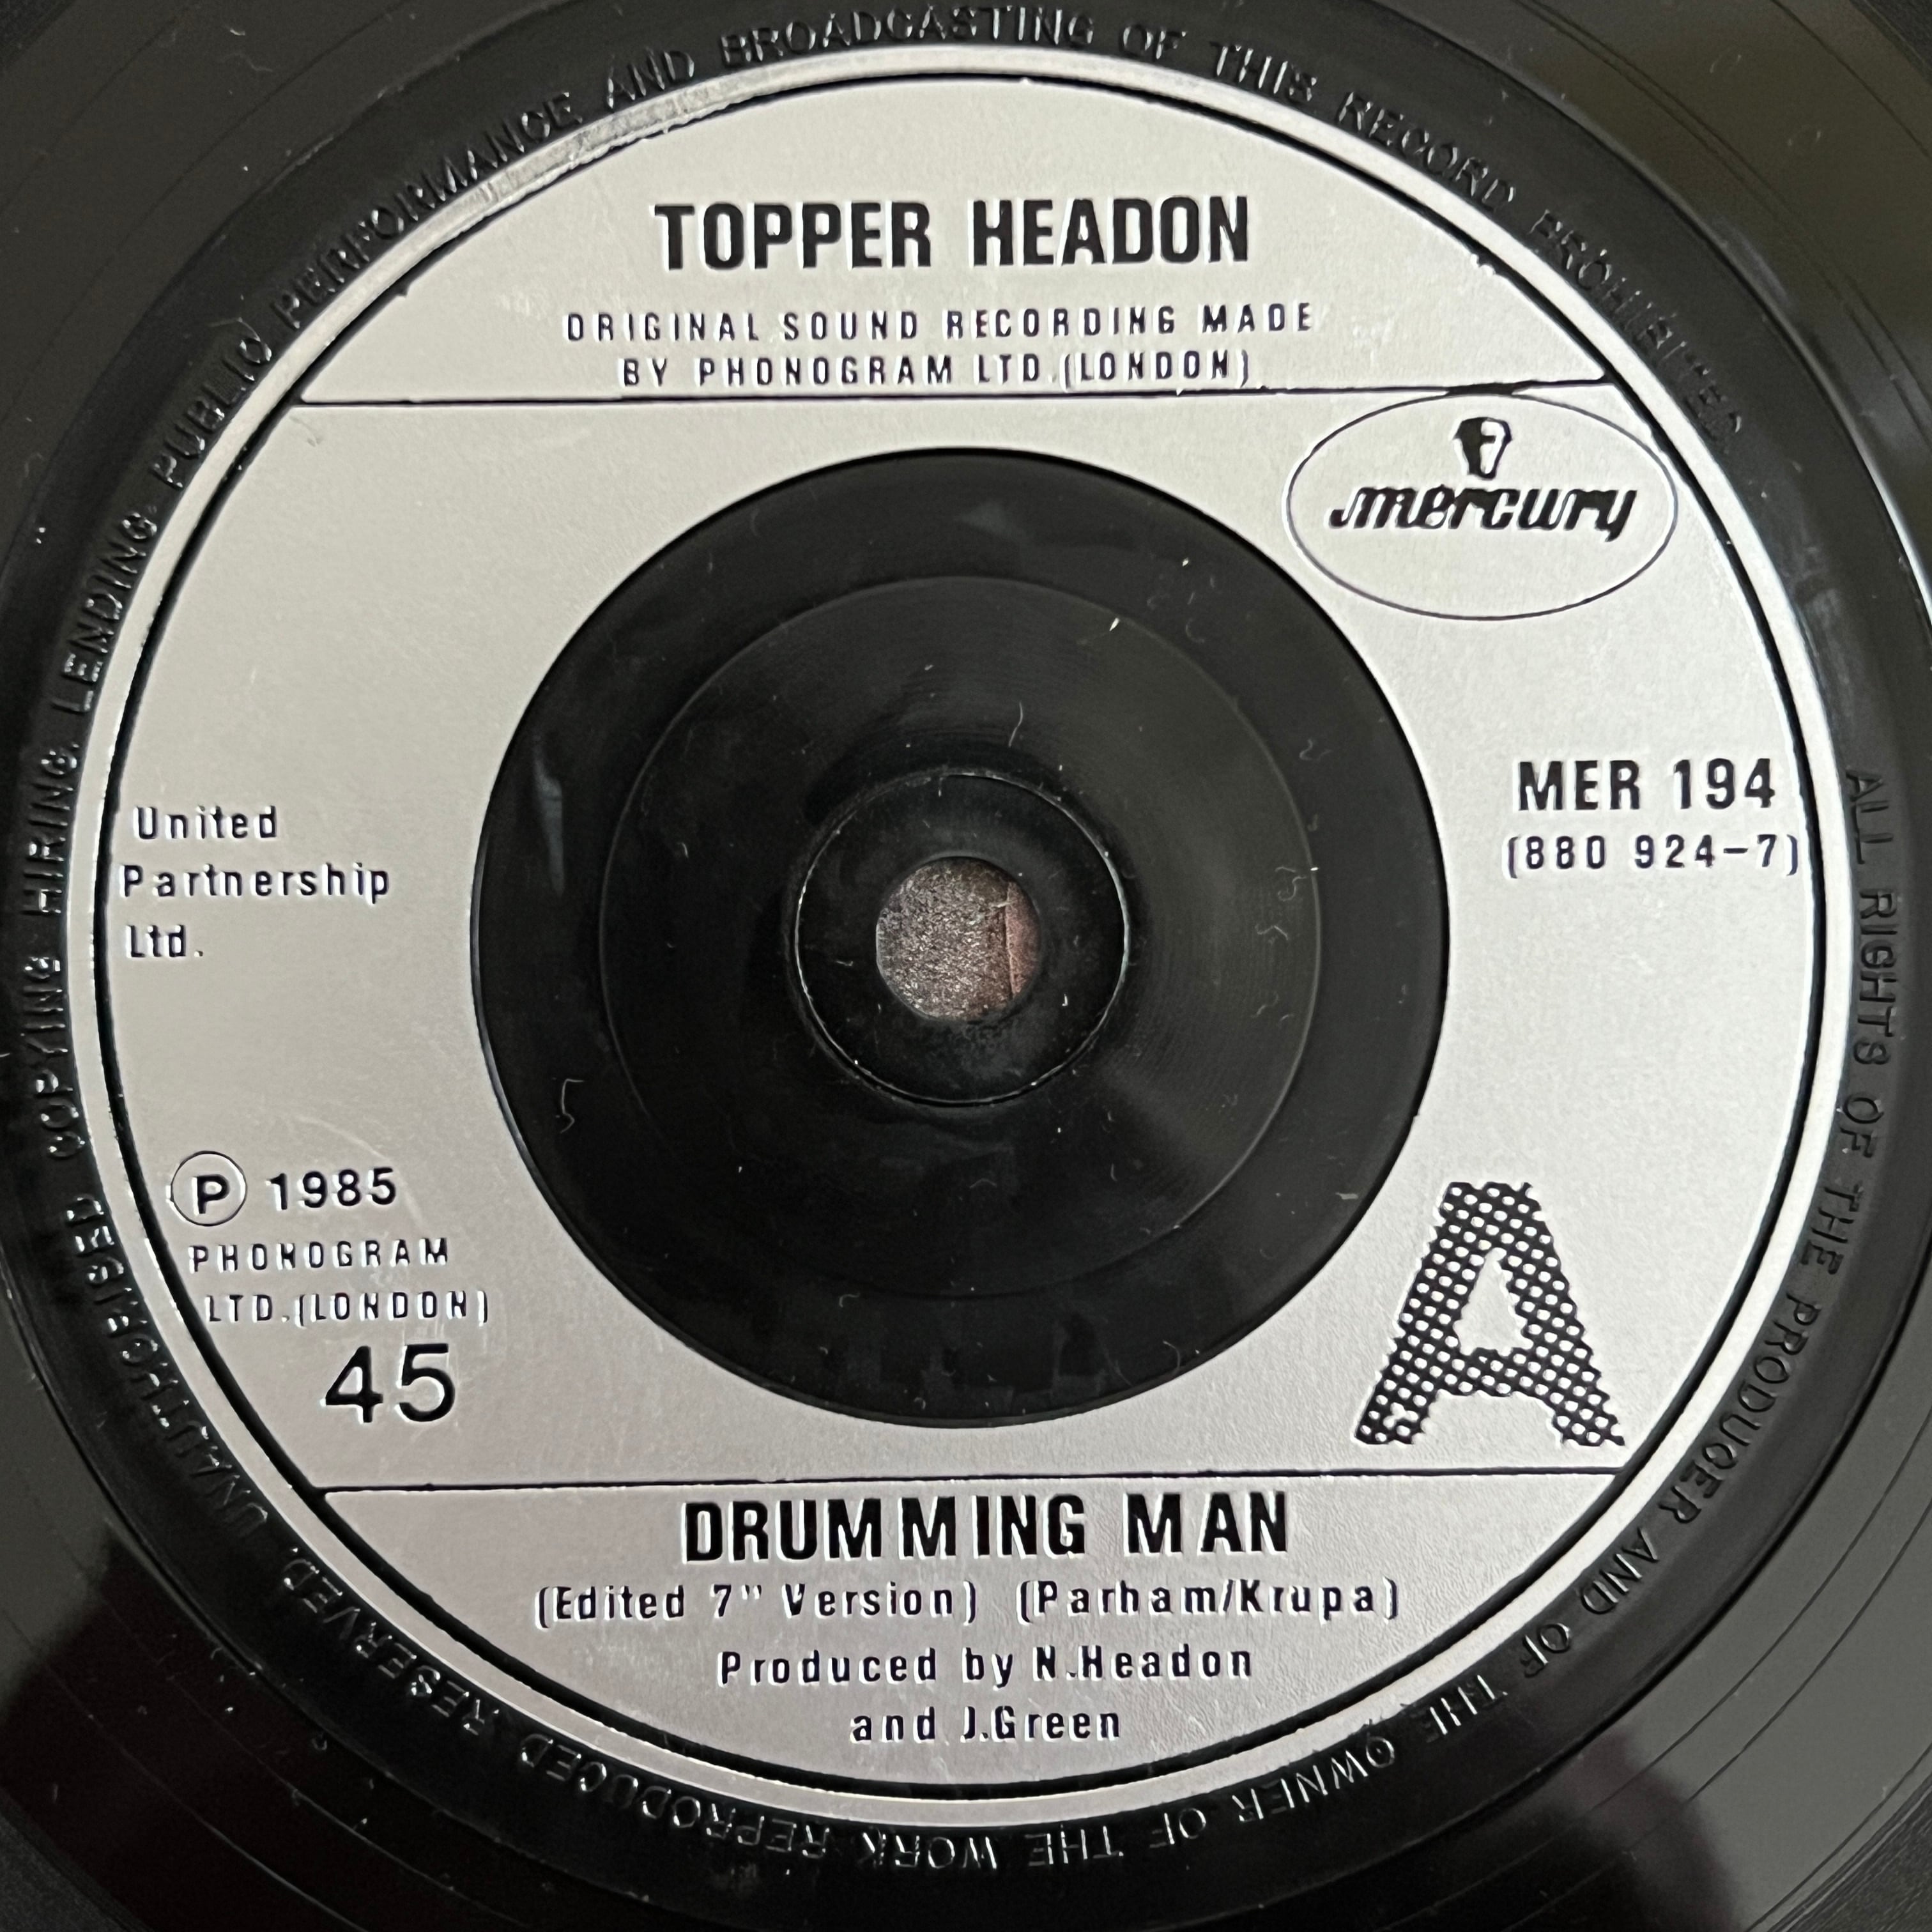 TOPPER HEADON
ORIGINAL SOUND RECORDING MADE
BY PHONOGRAM LTD.(LONDON)
mercury
MER 194
(880 924-7)
United
Partnership
Ltd.
P 1985
PHONOGRAM
LTD.(LONDON)
45
A
DRUMMING MAN
(Edited 7" Version) (Parham/Krupa)
Produced by N.Headon
and J.Green
ALL RIGHTS OF THE PRODUCER AND OF THE OWNER OF THE WORK REPRODUCED RESERVED. UNAUTHORISED COPYING HIRING. LENDING. PUBLIC PERFORMANCE AND BROADCASTING OF THIS RECORD PROHIBITED